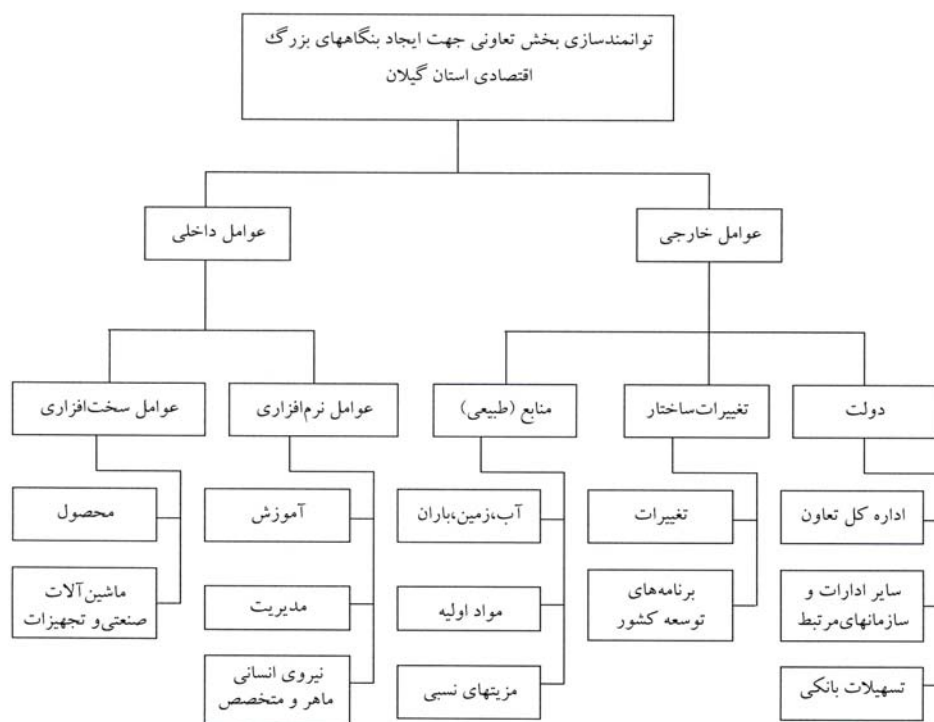 توانمندسازی بخش تعاونی جهت ایجاد بنگاههای بزرگ
اقتصادی استان گیلان
عوامل خارجی
عوامل داخلی
دولت
تغییرات‌ساختار
منابع (طبیعی)
عوامل نرم‌افزاری
عوامل سخت‌افزاری
اداره کل تعاون
سایر ادارات و
سازمانهای‌مرتبط
تسهیلات بانکی
تغییرات
برنامه‌های
توسعه کشور
آب،زمین،باران
مواد اولیه
مزیتهای نسبی
آموزش
مدیریت
نیروی انسانی
ماهر و متخصص
محصول
ماشین‌آلات
صنعتی‌و تجهیزات